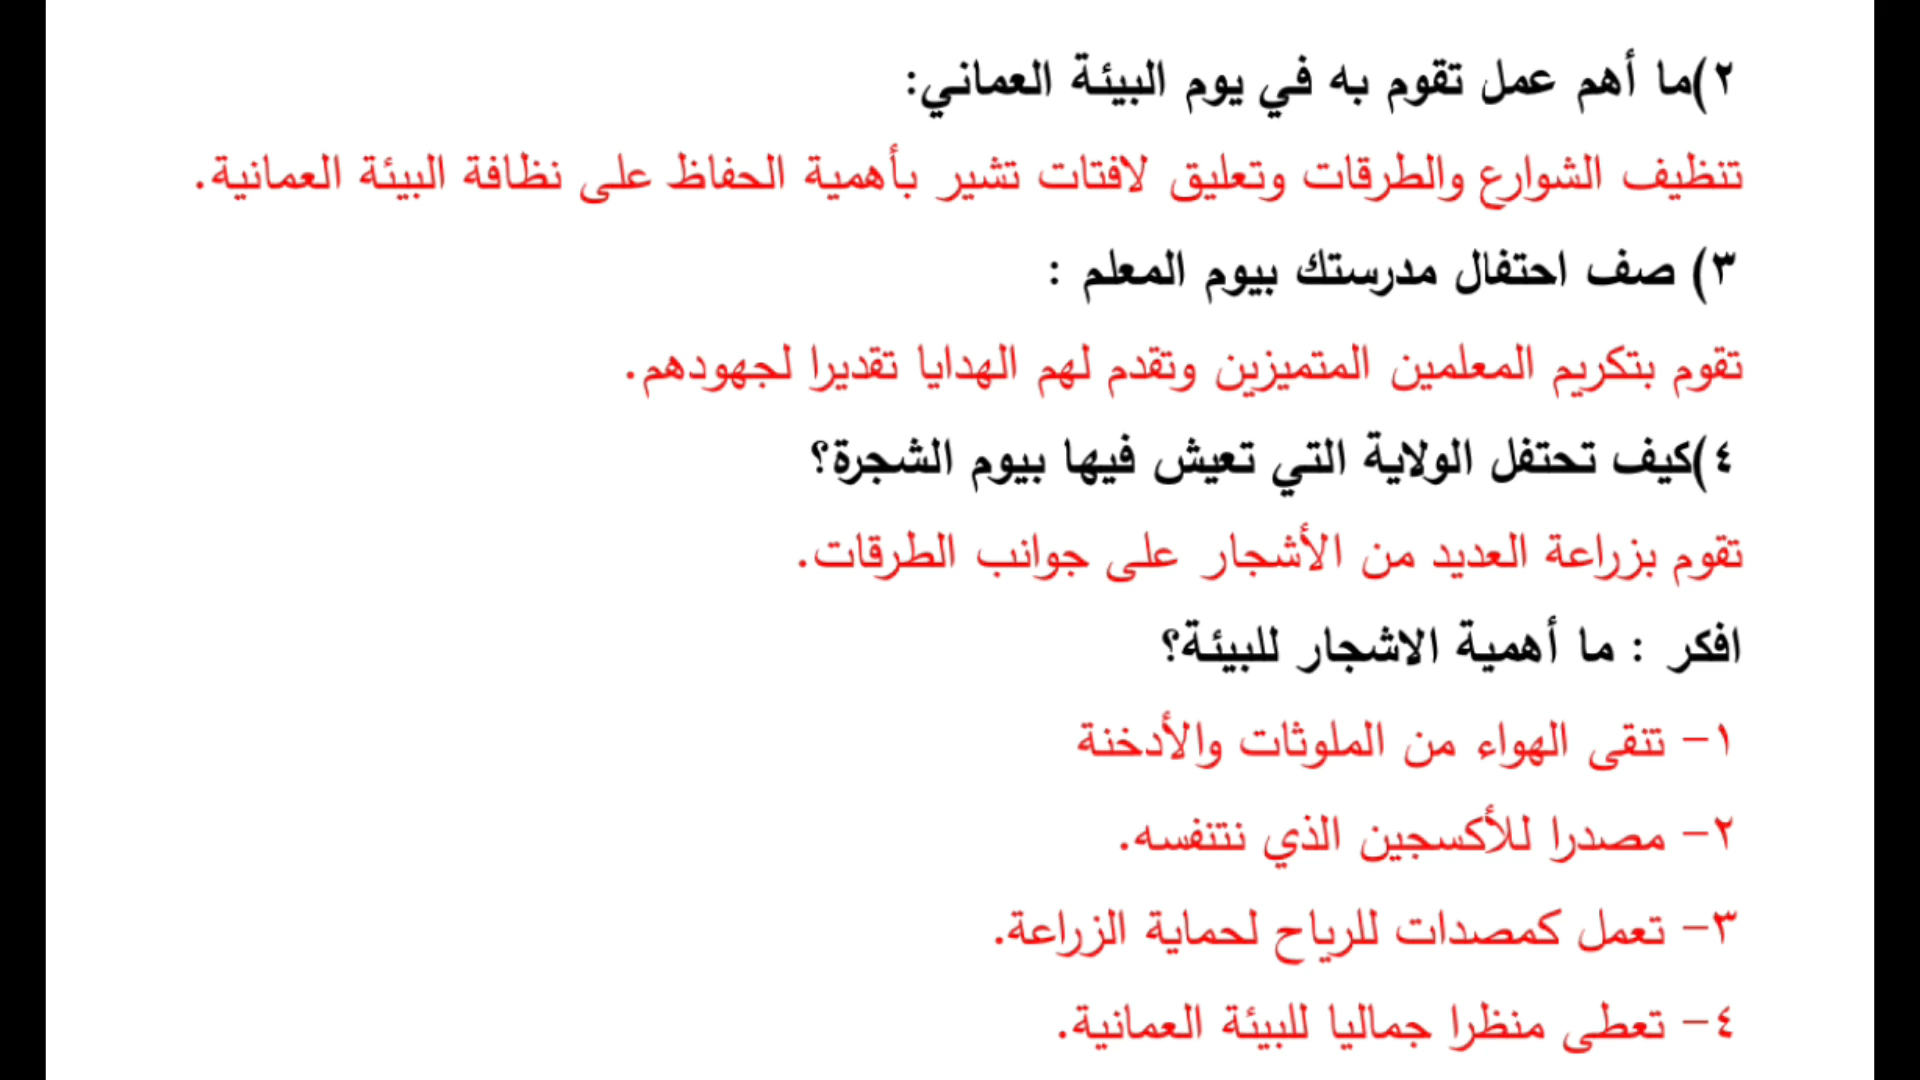 ٢)ما أهم عمل تقوم به في يوم البيئة العماني:
تنظيف الشوارع والطرقات وتعليق لافتات تشير بأهمية الحفاظ على نظافة البيئة العمانية.
٣) صف احتفال مدرستك بيوم المعلم :
تقوم بتكريم المعلمين المتميزين وتقدم لهم الهدايا تقديرا لجهودهم.
٤)كيف تحتفل الولاية التي تعيش فيها بيوم الشجرة؟
تقوم بزراعة العديد من الأشجار على جوانب الطرقات.
افكر : ما أهمية الاشجار للبيئة؟
١- تنقى الهواء من الملوثات والأدخنة
٢- مصدرا للأكسجين الذي نتنفسه.
٣- تعمل كمصدات للرياح لحماية الزراعة.
٤- تعطى منظرا جماليا للبيئة العمانية.